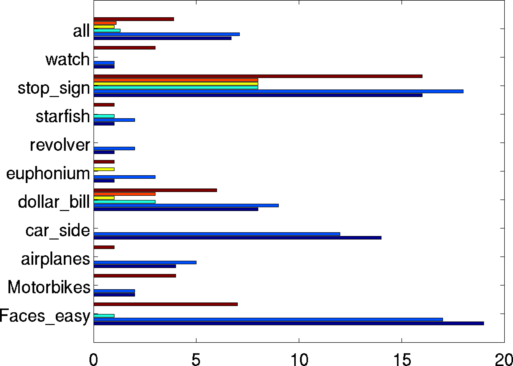 all
watch
stop_sign
starfish
revolver
euphonium
dollar_bill
car_side
airplanes
Motorbikes
Faces_easy
0 5 10 15 20